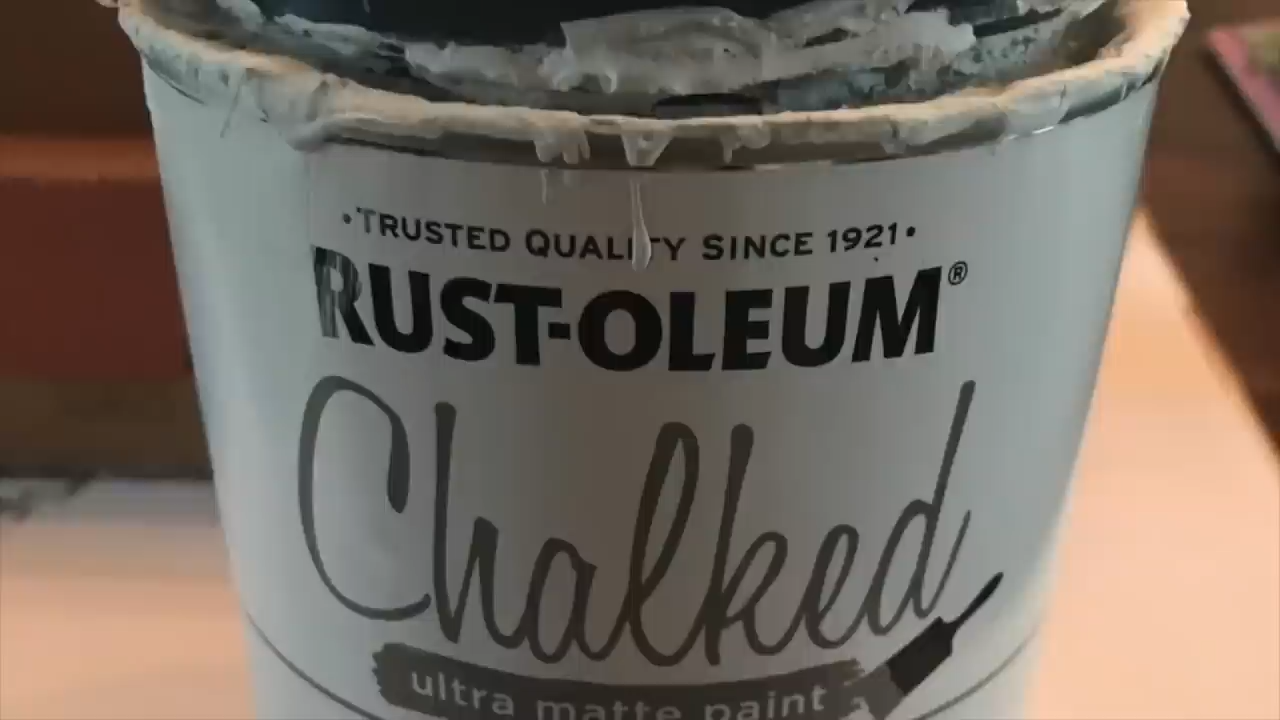 •TRUSTED QUALITY SINCE 1921•
RUST-OLEUM®
Chalked
ultra matte paint